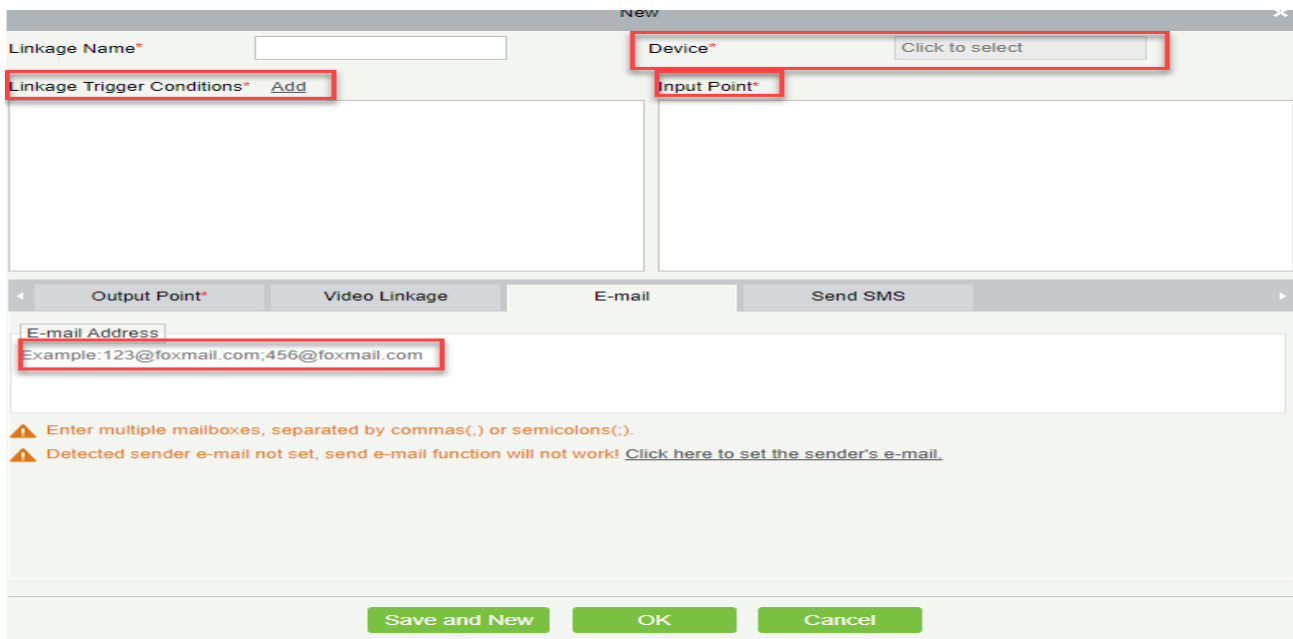 New
Linkage Name* Device* Click to select
Linkage Trigger Conditions* Add Input Point*
Output Point* Video Linkage E-mail Send SMS
E-mail Address
Example:123@foxmail.com;456@foxmail.com
Enter multiple mailboxes, separated by commas(,) or semicolons(;).
Detected sender e-mail not set, send e-mail function will not work! Click here to set the sender's e-mail.
Save and New OK Cancel